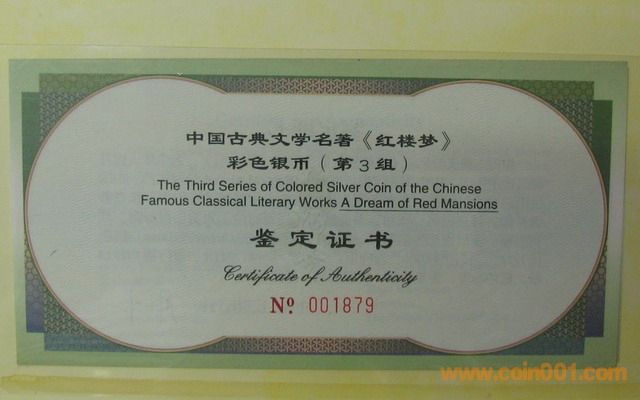 中国古典文学名著《红楼梦》
彩色银币（第3组）
The Third Series of Colored Silver Coin of the Chinese
Famous Classical Literary Works A Dream of Red Mansions
鉴定证书
Certificate of Authenticity
Nº 001879
www.coin001.com